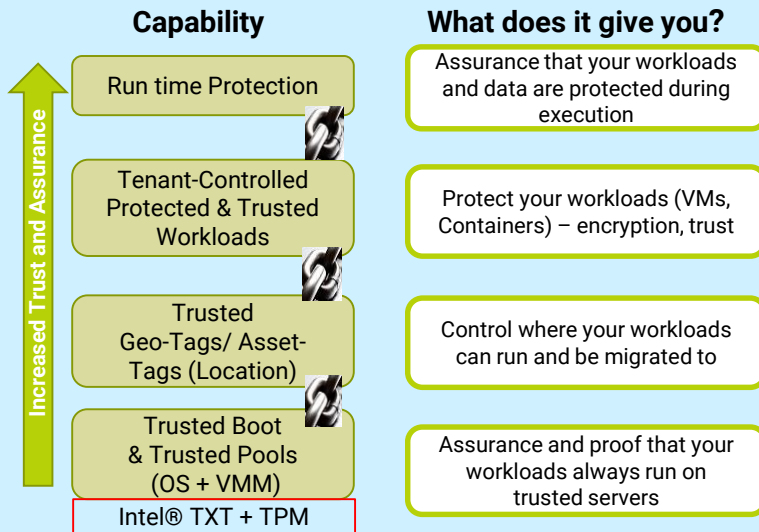 Capability
What does it give you?
Increased Trust and Assurance
Run time Protection
Assurance that your workloads
and data are protected during
execution
Tenant-Controlled
Protected & Trusted
Workloads
Protect your workloads (VMs,
Containers) – encryption, trust
Trusted
Geo-Tags/ Asset-
Tags (Location)
Control where your workloads
can run and be migrated to
Trusted Boot
& Trusted Pools
(OS + VMM)
Assurance and proof that your
workloads always run on
trusted servers
Intel® TXT + TPM